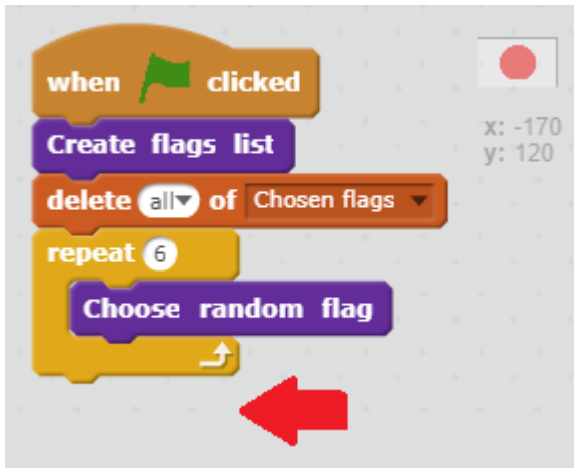 when clicked
x: -170
y: 120
Create flags list
delete all of Chosen flags
repeat 6
Choose random flag